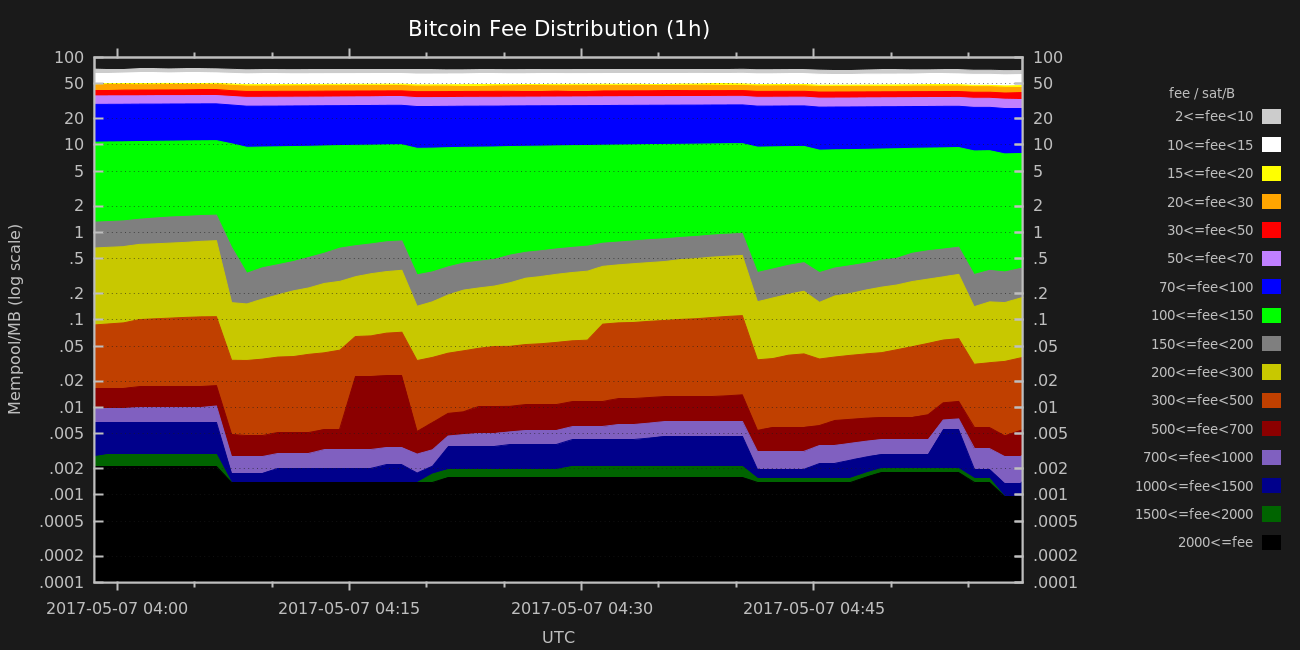 Bitcoin Fee Distribution (1h)
100
50
20
10
5
2
1
.5
.2
.1
.05
.02
.01
.005
.002
.001
.0005
.0002
.0001
Mempool/MB (log scale)
100
50
20
10
5
2
1
.5
.2
.1
.05
.02
.01
.005
.002
.001
.0005
.0002
.0001
2017-05-07 04:00 2017-05-07 04:15 2017-05-07 04:30 2017-05-07 04:45
UTC
fee / sat/B
2<=fee<10
10<=fee<15
15<=fee<20
20<=fee<30
30<=fee<50
50<=fee<70
70<=fee<100
100<=fee<150
150<=fee<200
200<=fee<300
300<=fee<500
500<=fee<700
700<=fee<1000
1000<=fee<1500
1500<=fee<2000
2000<=fee